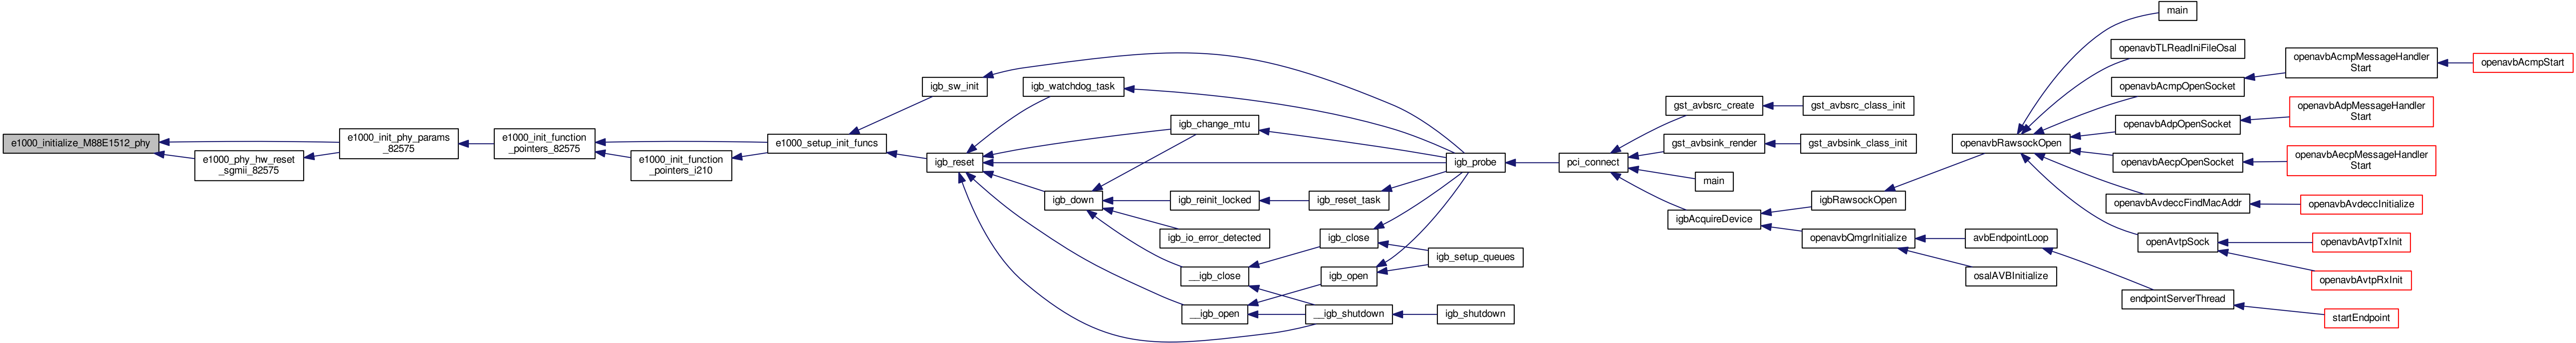 e1000_initialize_M88E1512_phy
e1000_phy_hw_reset
_sgmii_82575
e1000_init_phy_params
_82575
e1000_init_function
_pointers_82575
e1000_init_function
_pointers_i210
e1000_setup_init_funcs
igb_sw_init
igb_reset
igb_watchdog_task
igb_down
igb_change_mtu
igb_reinit_locked
igb_io_error_detected
__igb_close
__igb_open
igb_reset_task
igb_close
igb_open
__igb_shutdown
igb_probe
igb_setup_queues
igb_shutdown
pci_connect
gst_avbsrc_create
gst_avbsink_render
main
igbAcquireDevice
gst_avbsrc_class_init
gst_avbsink_class_init
igbRawsockOpen
openavbQmgrInitialize
openavbRawsockOpen
avbEndpointLoop
osalAVBInitialize
main
openavbTLReadIniFileOsal
openavbAcmpOpenSocket
openavbAdpOpenSocket
openavbAecpOpenSocket
openavbAvdeccFindMacAddr
openAvtpSock
endpointServerThread
openavbAcmpMessageHandler
Start
openavbAdpMessageHandler
Start
openavbAecpMessageHandler
Start
openavbAvdeccInitialize
openavbAvtpTxInit
openavbAvtpRxInit
startEndpoint
openavbAcmpStart